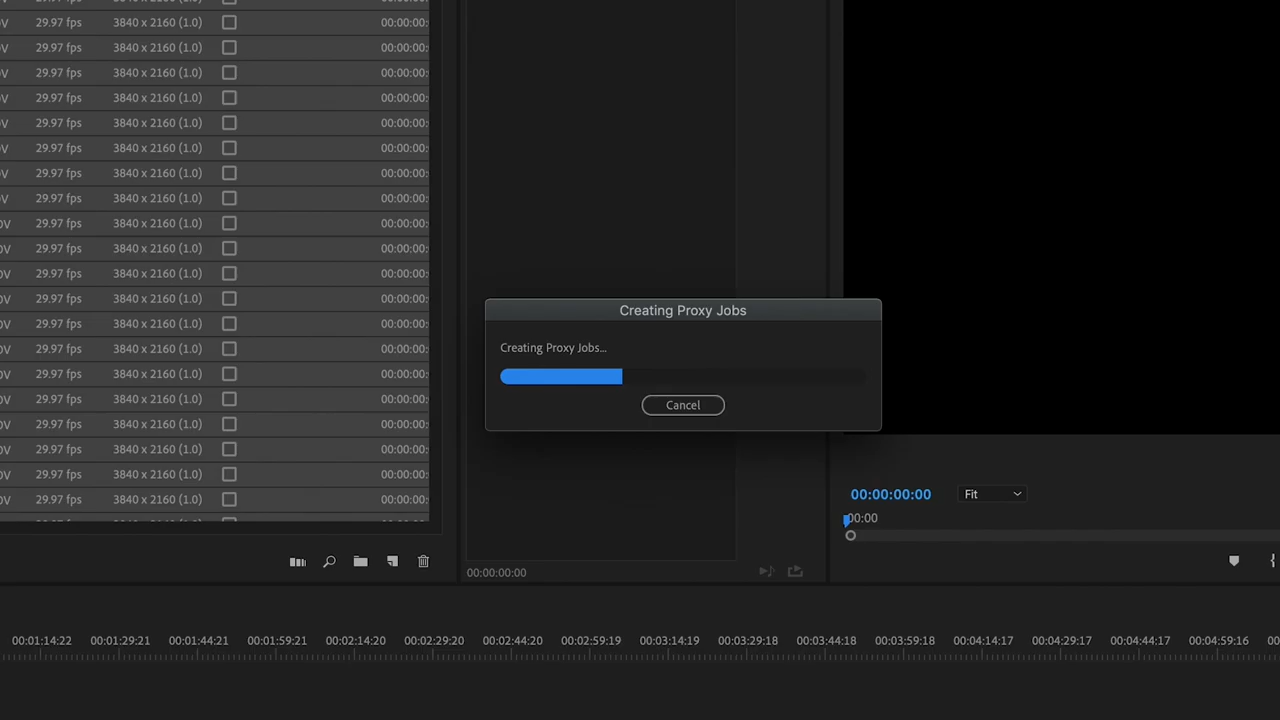 V 29.97 fps 3840 x 2160 (1.0) 00:00:00:
V 29.97 fps 3840 x 2160 (1.0) 00:00:00:
V 29.97 fps 3840 x 2160 (1.0) 00:00:00:
V 29.97 fps 3840 x 2160 (1.0) 00:00:00:
V 29.97 fps 3840 x 2160 (1.0) 00:00:00:
V 29.97 fps 3840 x 2160 (1.0) 00:00:00:
V 29.97 fps 3840 x 2160 (1.0) 00:00:00:
V 29.97 fps 3840 x 2160 (1.0) 00:00:00:
OV 29.97 fps 3840 x 2160 (1.0) 00:00:00:
OV 29.97 fps 3840 x 2160 (1.0) 00:00:00:
OV 29.97 fps 3840 x 2160 (1.0) 00:00:00:
V 29.97 fps 3840 x 2160 (1.0) 00:00:00:
V 29.97 fps 3840 x 2160 (1.0) 00:00:00:
V 29.97 fps 3840 x 2160 (1.0) 00:00:00:
V 29.97 fps 3840 x 2160 (1.0) 00:00:00:
V 29.97 fps 3840 x 2160 (1.0) 00:00:00:
V 29.97 fps 3840 x 2160 (1.0) 00:00:00:
V 29.97 fps 3840 x 2160 (1.0) 00:00:00:
V 29.97 fps 3840 x 2160 (1.0) 00:00:00:
OV 29.97 fps 3840 x 2160 (1.0) 00:00:00:
Creating Proxy Jobs
Creating Proxy Jobs...
Cancel
00:00:00:00 Fit
00:00
00:00:00:00
00:01:14:22 00:01:29:21 00:01:44:21 00:01:59:21 00:02:14:20 00:02:29:20 00:02:44:20 00:02:59:19 00:03:14:19 00:03:29:18 00:03:44:18 00:03:59:18 00:04:14:17 00:04:29:17 00:04:44:17 00:04:59:16 00